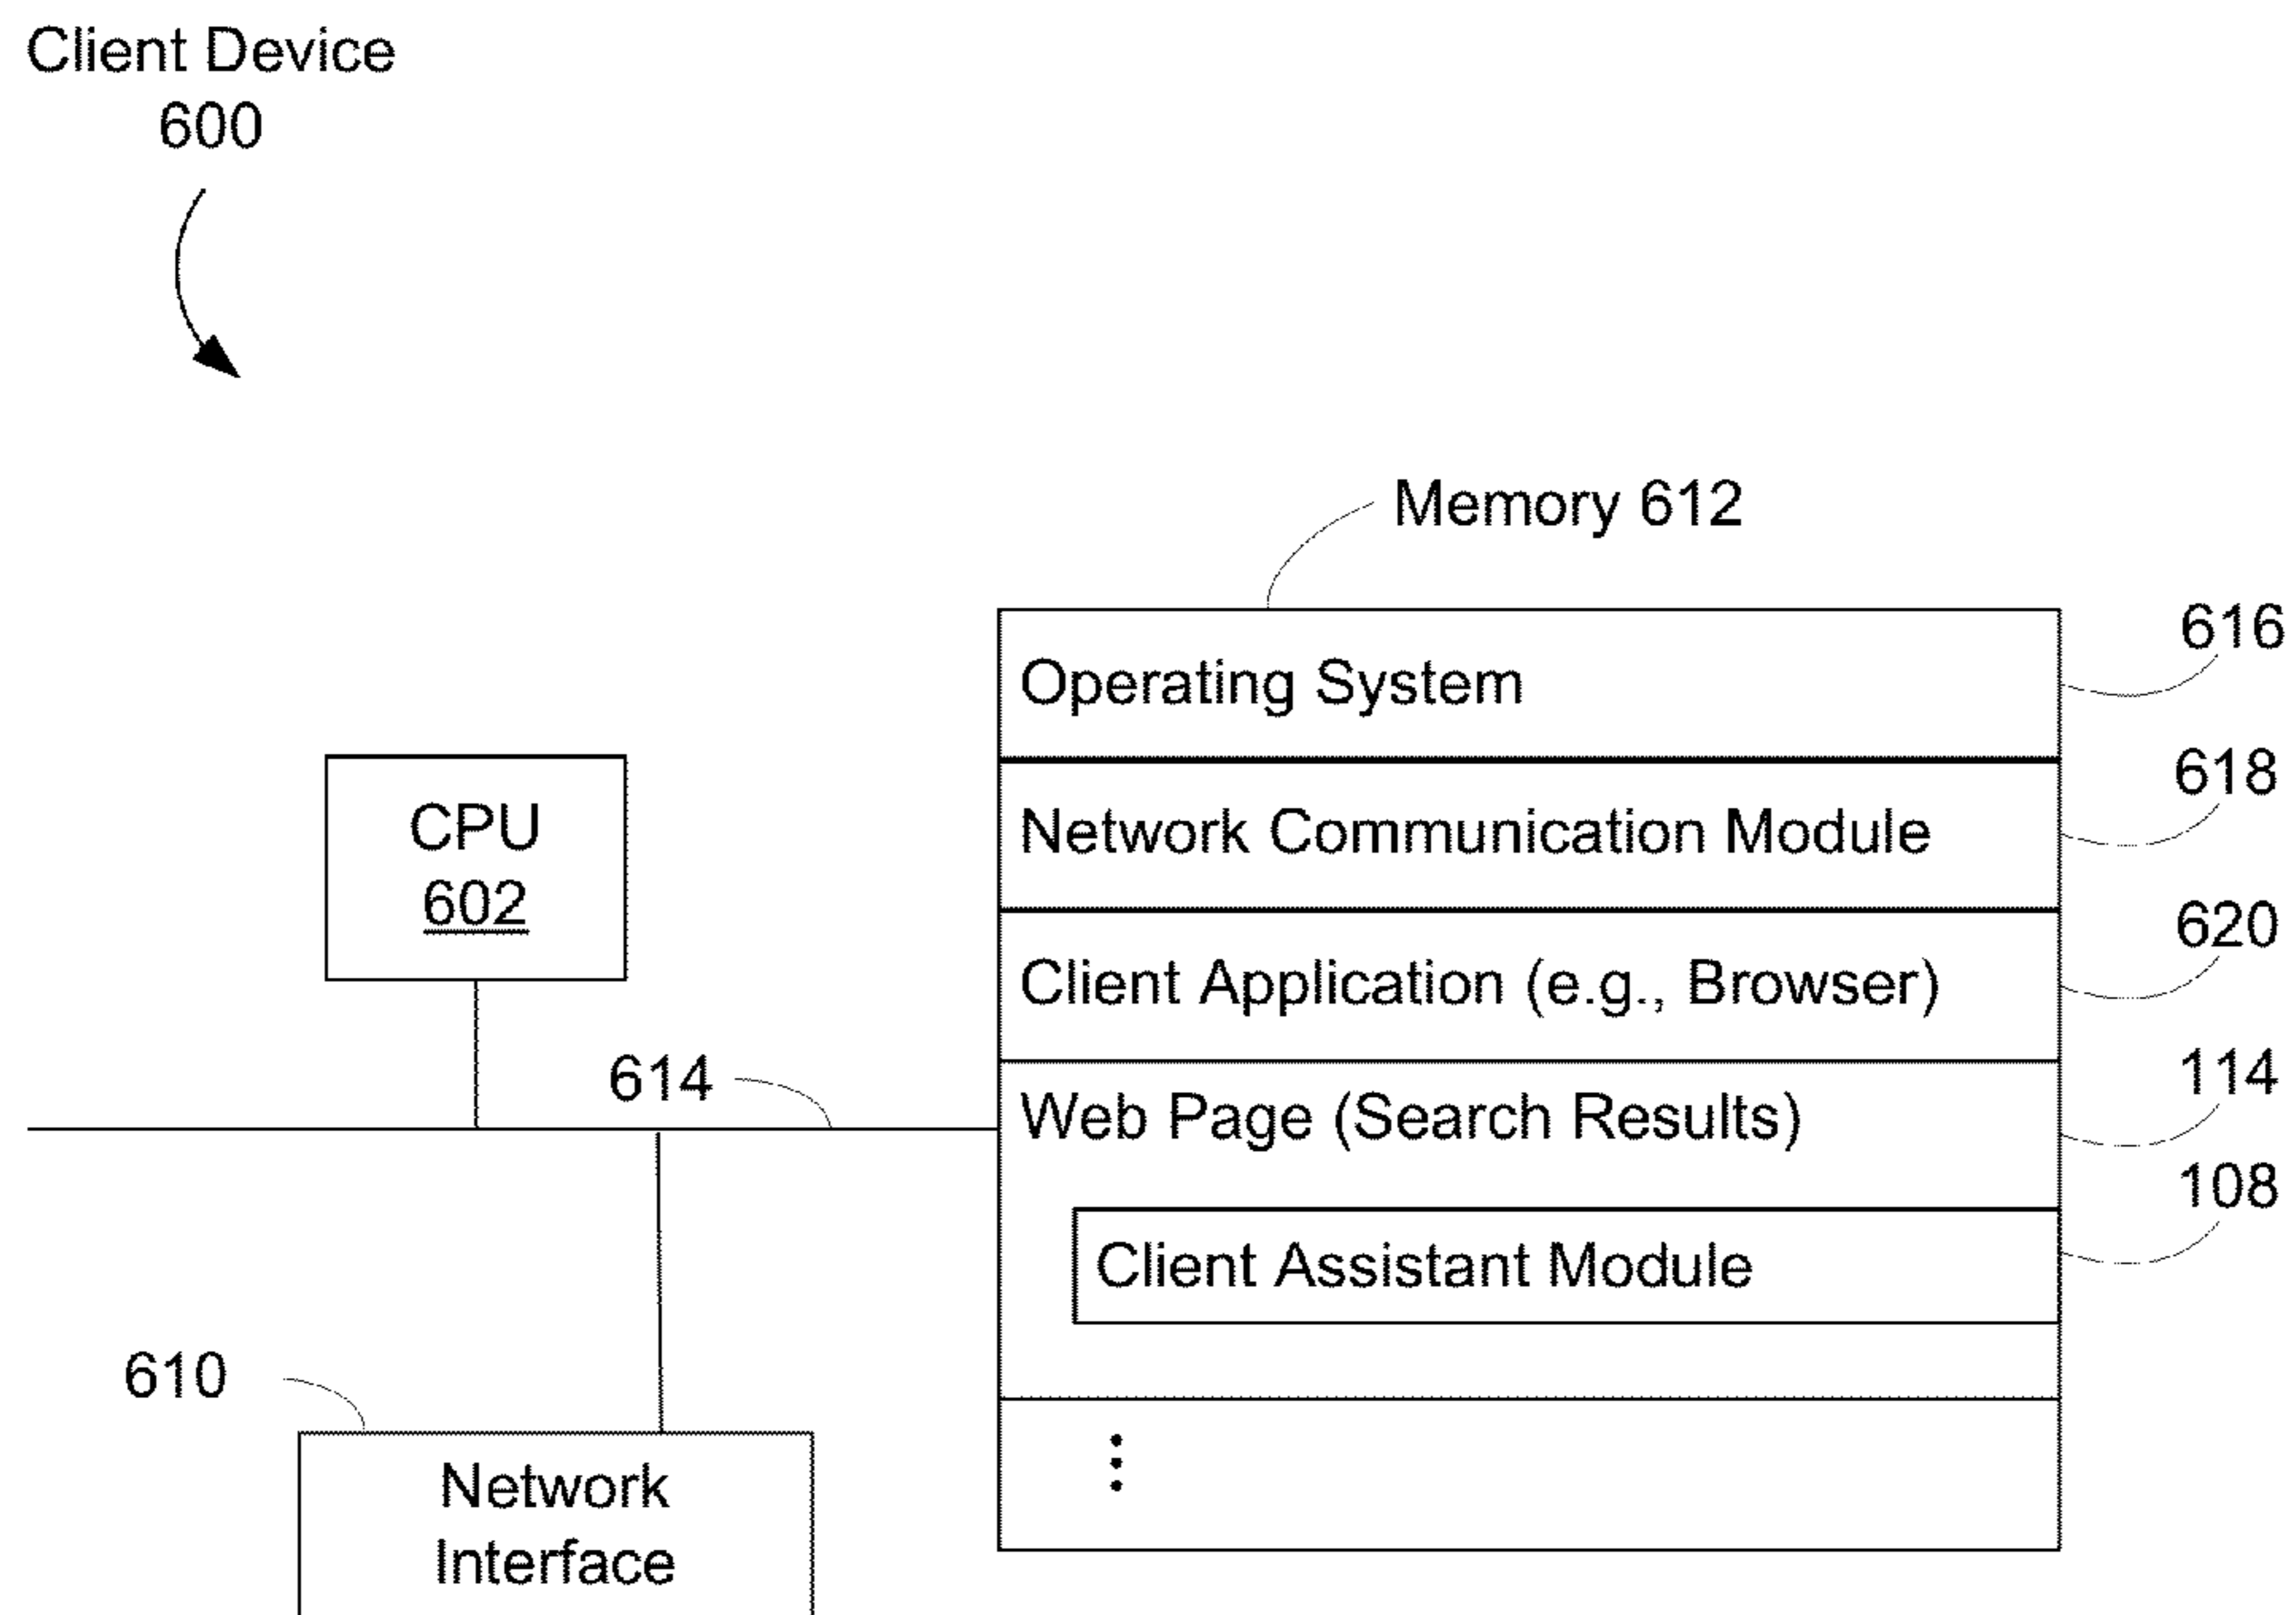 Client Device
600
Memory 612
616
Operating System
618
Network Communication Module
CPU
602
620
Client Application (e.g., Browser)
614
114
Web Page (Search Results)
108
Client Assistant Module
610
Network
Interface